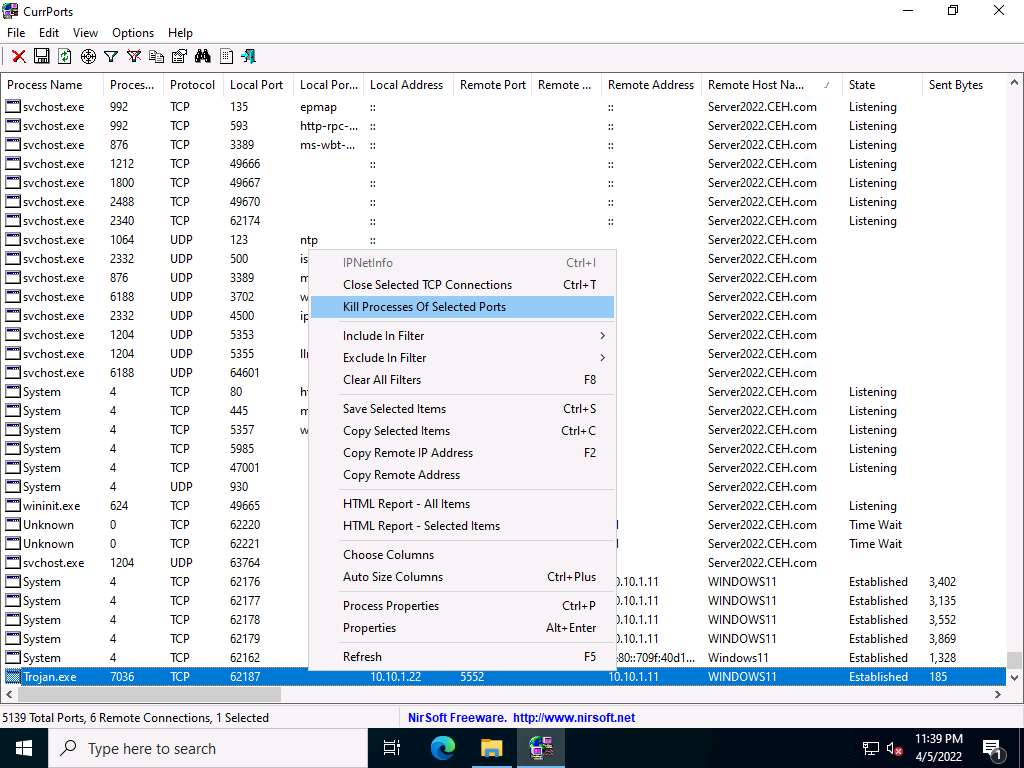 CurrPorts
File Edit View Options Help
Process Name Proces... Protocol Local Port Local Por... Local Address Remote Port Remote ... Remote Address Remote Host Na... State Sent Bytes
svchost.exe 992 TCP 135 epmap :: :: Server2022.CEH.com Listening
svchost.exe 992 TCP 593 http-rpc-... :: :: Server2022.CEH.com Listening
svchost.exe 876 TCP 3389 ms-wbt-... :: :: Server2022.CEH.com Listening
svchost.exe 1212 TCP 49666 :: :: Server2022.CEH.com Listening
svchost.exe 1800 TCP 49667 :: :: Server2022.CEH.com Listening
svchost.exe 2488 TCP 49670 :: :: Server2022.CEH.com Listening
svchost.exe 2340 TCP 62174 :: :: Server2022.CEH.com Listening
svchost.exe 1064 UDP 123 ntp :: Server2022.CEH.com
svchost.exe 2332 UDP 500 is Server2022.CEH.com
svchost.exe 876 UDP 3389 Server2022.CEH.com
svchost.exe 6188 UDP 3702 Server2022.CEH.com
svchost.exe 2332 UDP 4500 Server2022.CEH.com
svchost.exe 1204 UDP 5353 Server2022.CEH.com
svchost.exe 1204 UDP 5355 Server2022.CEH.com
svchost.exe 6188 UDP 64601 Server2022.CEH.com
System 4 TCP 80 Server2022.CEH.com Listening
System 4 TCP 445 Server2022.CEH.com Listening
System 4 TCP 5357 Server2022.CEH.com Listening
System 4 TCP 5985 Server2022.CEH.com Listening
System 4 TCP 47001 Server2022.CEH.com Listening
System 4 UDP 930 Server2022.CEH.com
wininit.exe 624 TCP 49665 Server2022.CEH.com Listening
Unknown 0 TCP 62220 Server2022.CEH.com Time Wait
Unknown 0 TCP 62221 Server2022.CEH.com Time Wait
svchost.exe 1204 UDP 63764 Server2022.CEH.com
System 4 TCP 62176 0.10.1.11 WINDOWS11 Established 3,402
System 4 TCP 62177 0.10.1.11 WINDOWS11 Established 3,135
System 4 TCP 62178 0.10.1.11 WINDOWS11 Established 3,552
System 4 TCP 62179 0.10.1.11 WINDOWS11 Established 3,869
System 4 TCP 62162 e80::709f:40d1... Windows11 Established 1,328
Trojan.exe 7036 TCP 62187 10.10.1.22 5552 10.10.1.11 WINDOWS11 Established 185
IPNetInfo Ctrl+I
Close Selected TCP Connections Ctrl+T
Kill Processes Of Selected Ports
Include In Filter
Exclude In Filter
Clear All Filters F8
Save Selected Items Ctrl+S
Copy Selected Items Ctrl+C
Copy Remote IP Address F2
Copy Remote Address
HTML Report - All Items
HTML Report - Selected Items
Choose Columns
Auto Size Columns Ctrl+Plus
Process Properties Ctrl+P
Properties Alt+Enter
Refresh F5
5139 Total Ports, 6 Remote Connections, 1 Selected NirSoft Freeware. http://www.nirsoft.net
Type here to search
11:39 PM
4/5/2022
1